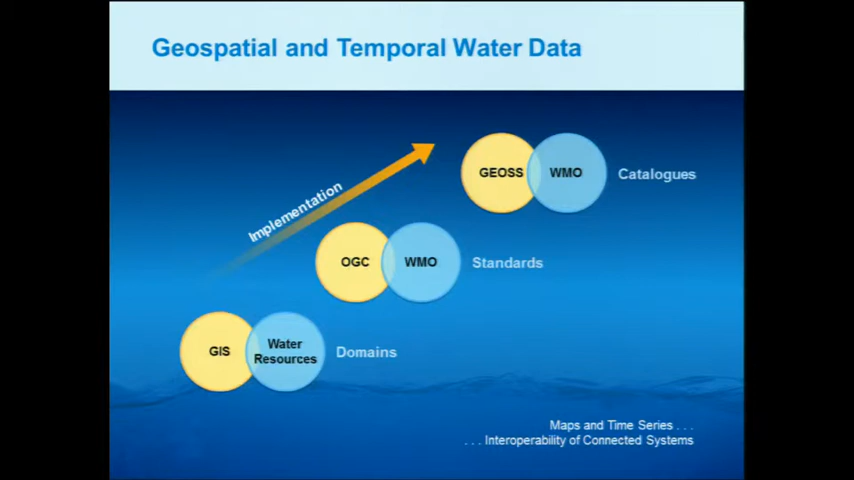 Geospatial and Temporal Water Data
GEOSS
WMO
Catalogues
Implementation
OGC
WMO
Standards
GIS
Water
Resources
Domains
Maps and Time Series . . .
. . . Interoperability of Connected Systems